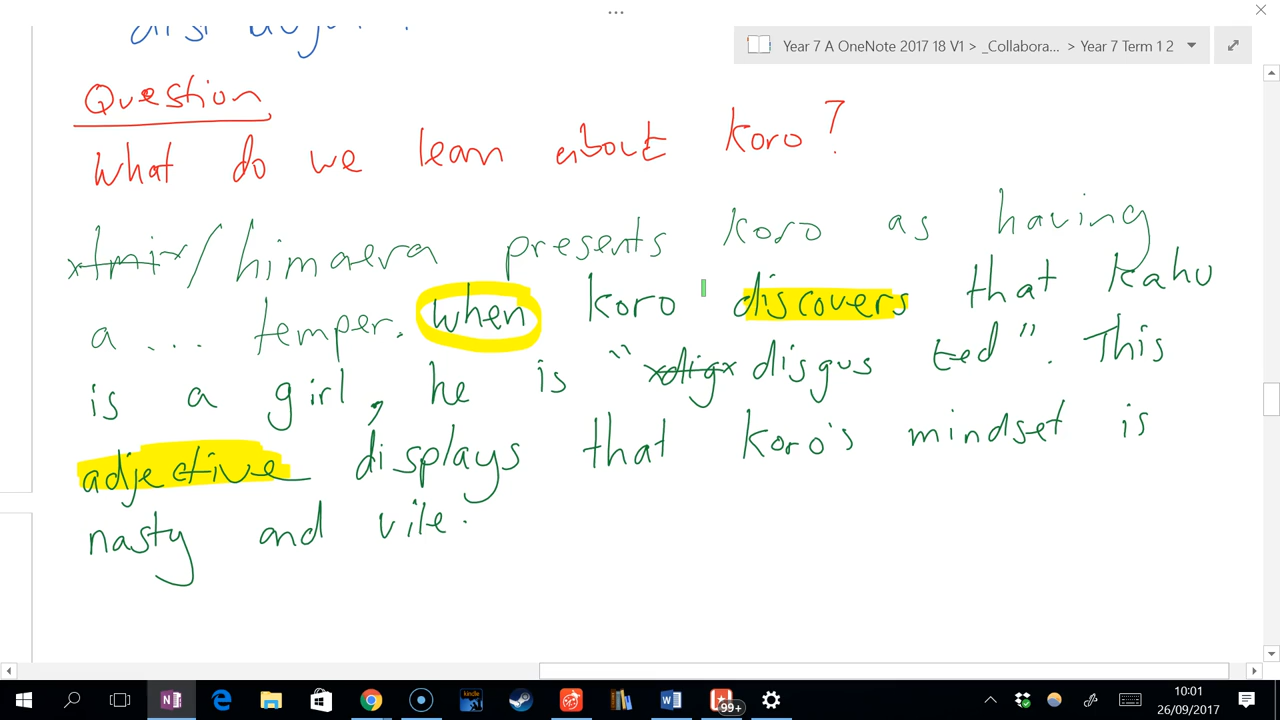 Year 7 A OneNote 2017 18 V1 > _Collabora... > Year 7 Term 1 2
Question
What do we learn about Koro?
/himaera presents Koro as having
a ... temper. when Koro discovers that Kahu
is a girl, he is " disgusted". This
adjective displays that Koro's mindset is
nasty and vile.
kindle
99+
10:01
26/09/2017